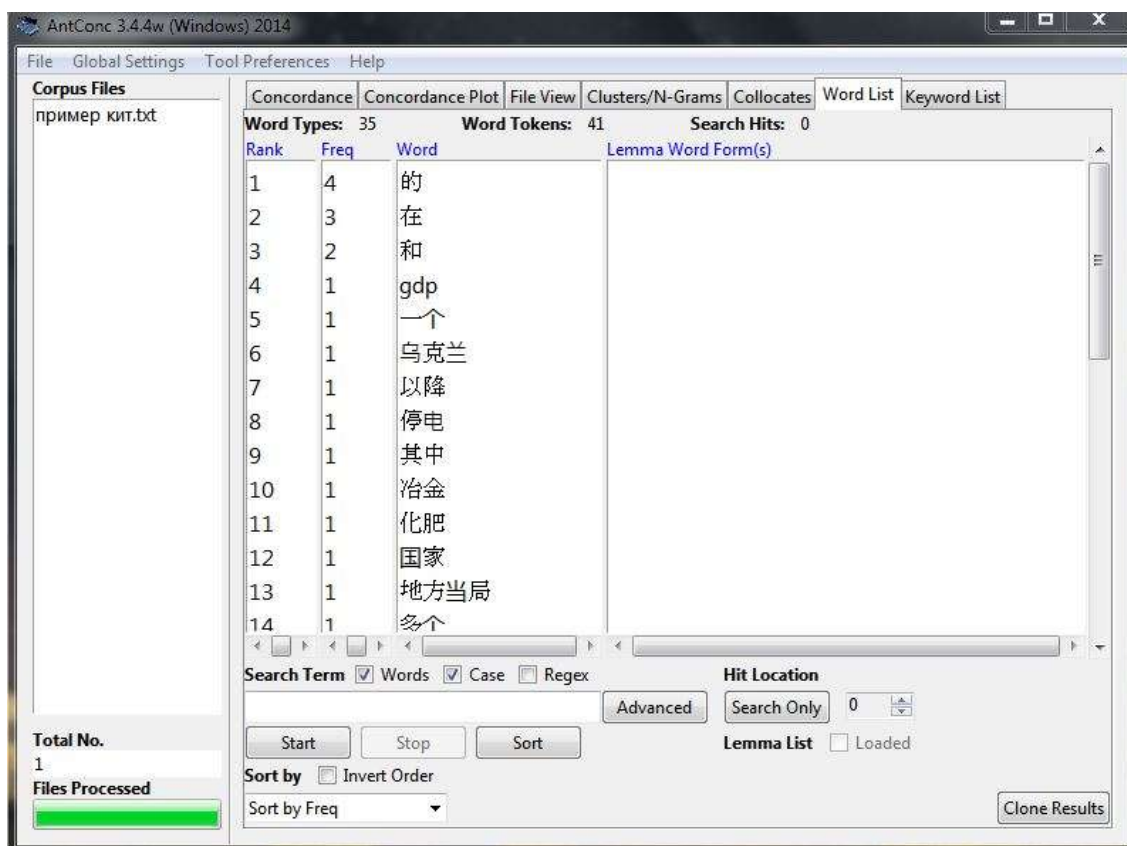 AntConc 3.4.4w (Windows) 2014
File Global Settings Tool Preferences Help
Corpus Files
пример кит.txt
Concordance Concordance Plot File View Clusters/N-Grams Collocates Word List Keyword List
Word Types: 35 Word Tokens: 41 Search Hits: 0
Rank Freq Word Lemma Word Form(s)
1 4 的
2 3 在
3 2 和
4 1 gdp
5 1 一个
6 1 乌克兰
7 1 以降
8 1 停电
9 1 其中
10 1 冶金
11 1 化肥
12 1 国家
13 1 地方当局
14 1 多个
Search Term Words Case Regex Hit Location
Advanced Search Only 0
Total No.
1
Start Stop Sort Lemma List Loaded
Files Processed
Sort by Invert Order
Sort by Freq Clone Results